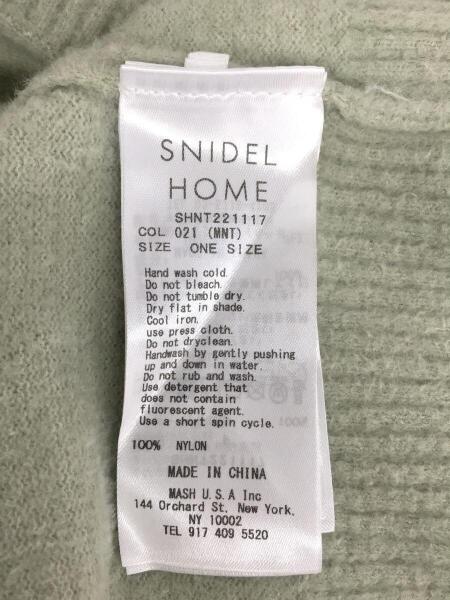 SNIDEL
HOME
SHNT221117
COL 021 (MNT)
SIZE ONE SIZE
Hand wash cold.
Do not bleach.
Do not tumble dry.
Dry flat in shade.
Cool iron.
use press cloth.
Do not dryclean.
Handwash by gently pushing
up and down in water.
Do not rub and wash.
Use detergent that
does not contain
fluorescent agent.
Use a short spin cycle.
100% NYLON
MADE IN CHINA
MASH U.S.A Inc
144 Orchard St. New York.
NY 10002
TEL 917 409 5520